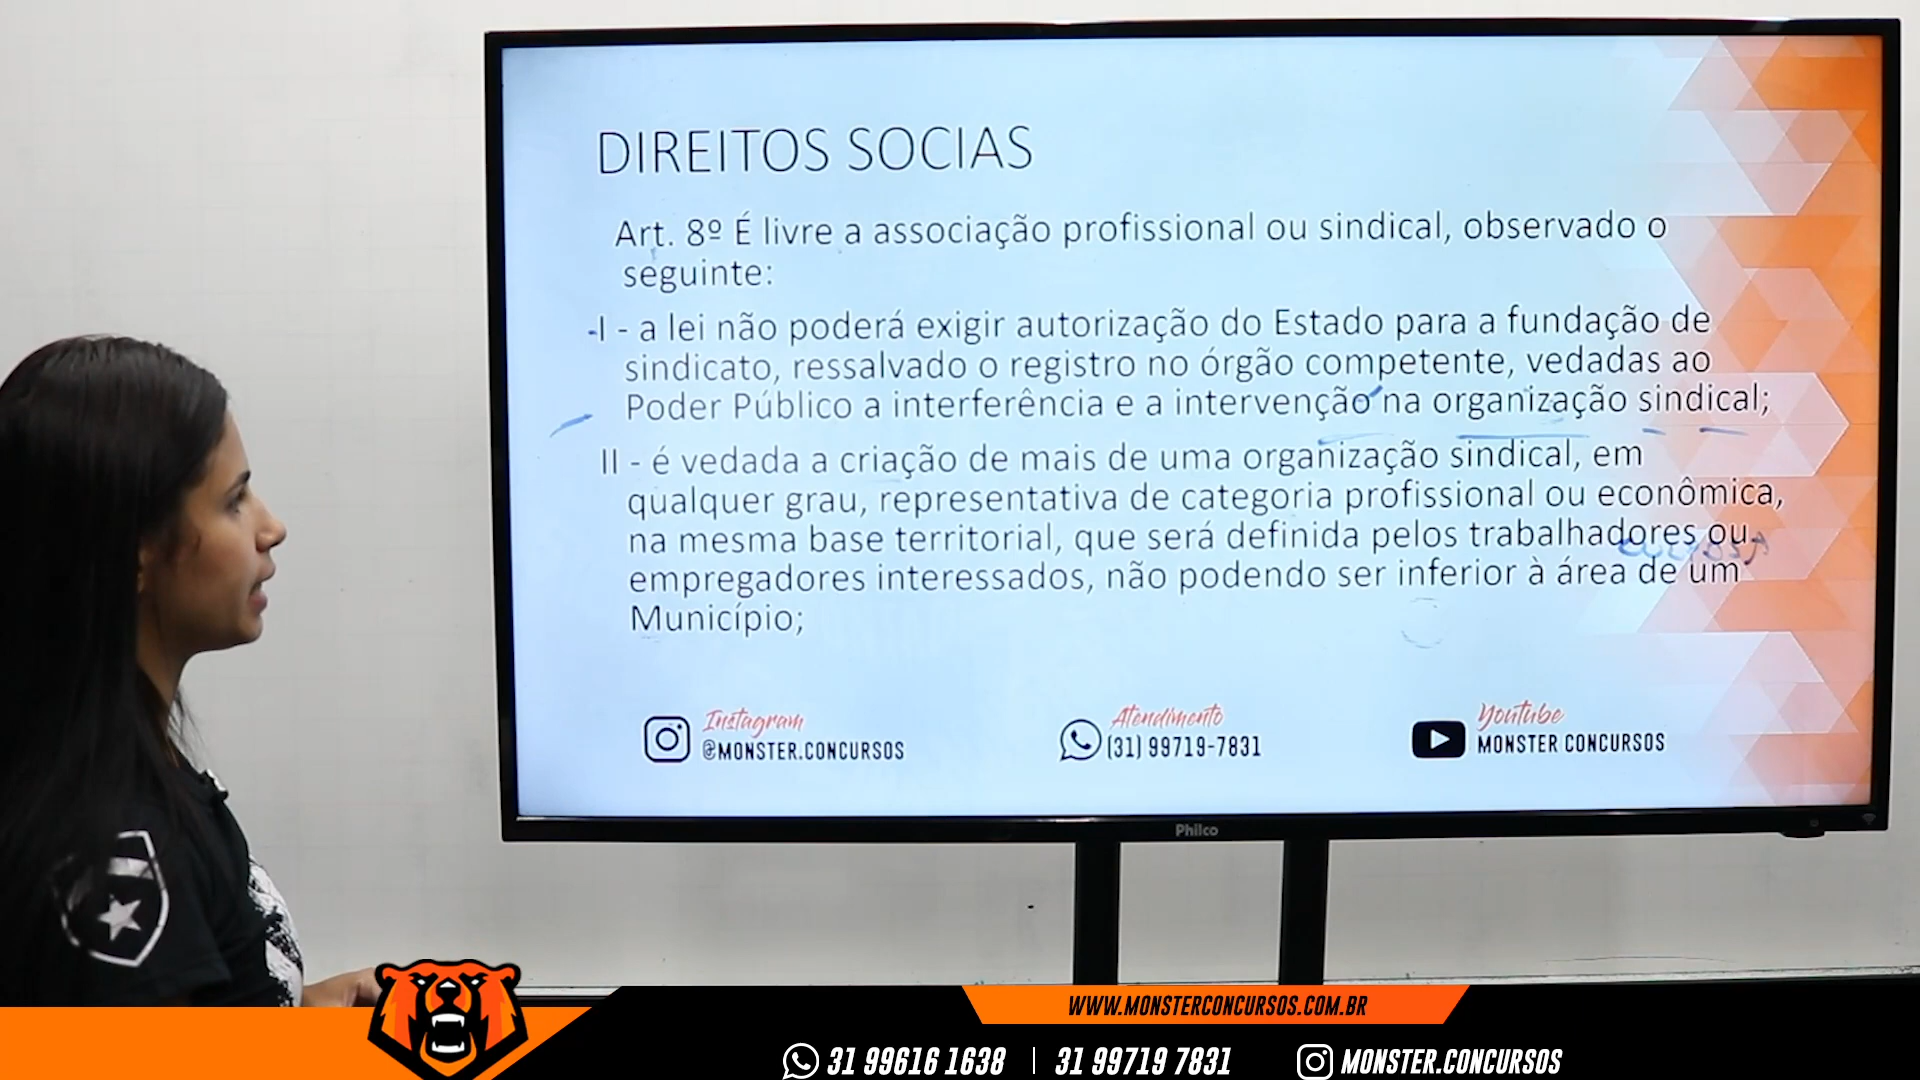 DIREITOS SOCIAS
Art. 8º É livre a associação profissional ou sindical, observado o
seguinte:
I - a lei não poderá exigir autorização do Estado para a fundação de
sindicato, ressalvado o registro no órgão competente, vedadas ao
Poder Público a interferência e a intervenção na organização sindical;
II - é vedada a criação de mais de uma organização sindical, em
qualquer grau, representativa de categoria profissional ou econômica,
na mesma base territorial, que será definida pelos trabalhadores ou
empregadores interessados, não podendo ser inferior à área de um
Município;
Instagram
@MONSTER.CONCURSOS
Atendimento
(31) 99719-7831
Youtube
MONSTER CONCURSOS
Philco
WWW.MONSTERCONCURSOS.COM.BR
31 99616 1638 | 31 99719 7831 MONSTER.CONCURSOS